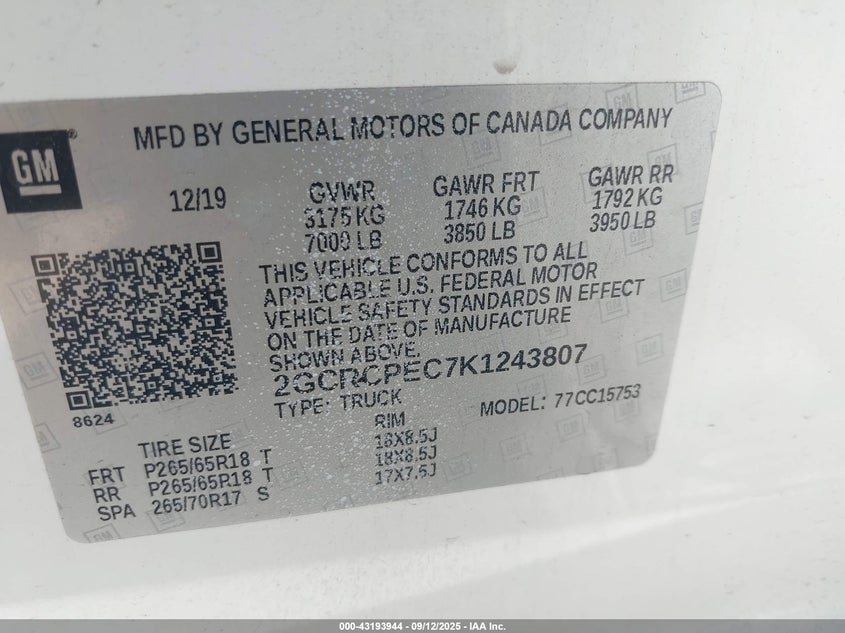 GM
MFD BY GENERAL MOTORS OF CANADA COMPANY
12/19
GVWR
3175 KG
7000 LB
GAWR FRT
1746 KG
3850 LB
GAWR RR
1792 KG
3950 LB
THIS VEHICLE CONFORMS TO ALL
APPLICABLE U.S. FEDERAL MOTOR
VEHICLE SAFETY STANDARDS IN EFFECT
ON THE DATE OF MANUFACTURE
SHOWN ABOVE.
2GCRCPEC7K1243807
TYPE: TRUCK
MODEL: 77CC15753
8624
TIRE SIZE RIM
FRT P265/65R18 T 18X8.5J
RR P265/65R18 T 18X8.5J
SPA 265/70R17 S 17X7.5J
000-43193944 - 09/12/2025 - IAA Inc.